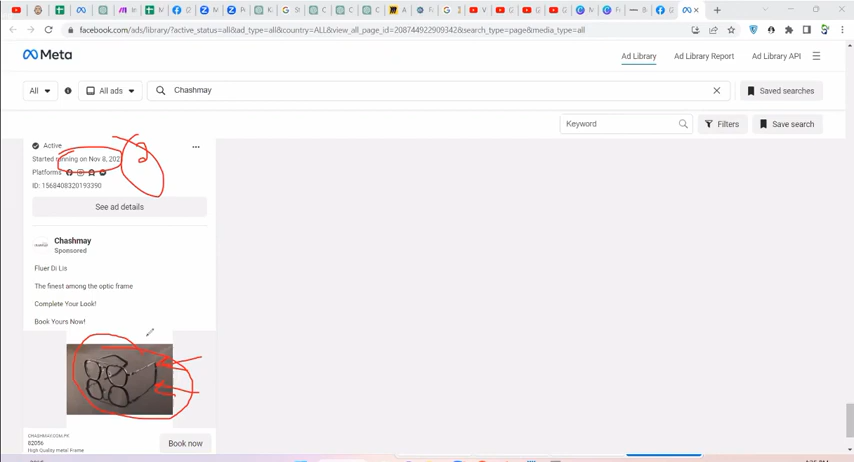 facebook.com/ads/library/?active_status=all&ad_type=all&country=ALL&view_all_page_id=208744922909342&search_type=page&media_type=all
Meta
Ad Library
Ad Library Report
Ad Library API
All
All ads
Chashmay
Saved searches
Keyword
Filters
Save search
Active
Started running on Nov 8, 202
Platforms
ID: 1568408320193390
See ad details
Chashmay
Sponsored
Fluer Di Lis
The finest among the optic frame
Complete Your Look!
Book Yours Now!
CHASHMAY.COM.PK
82056
High Quality metal Frame
Book now